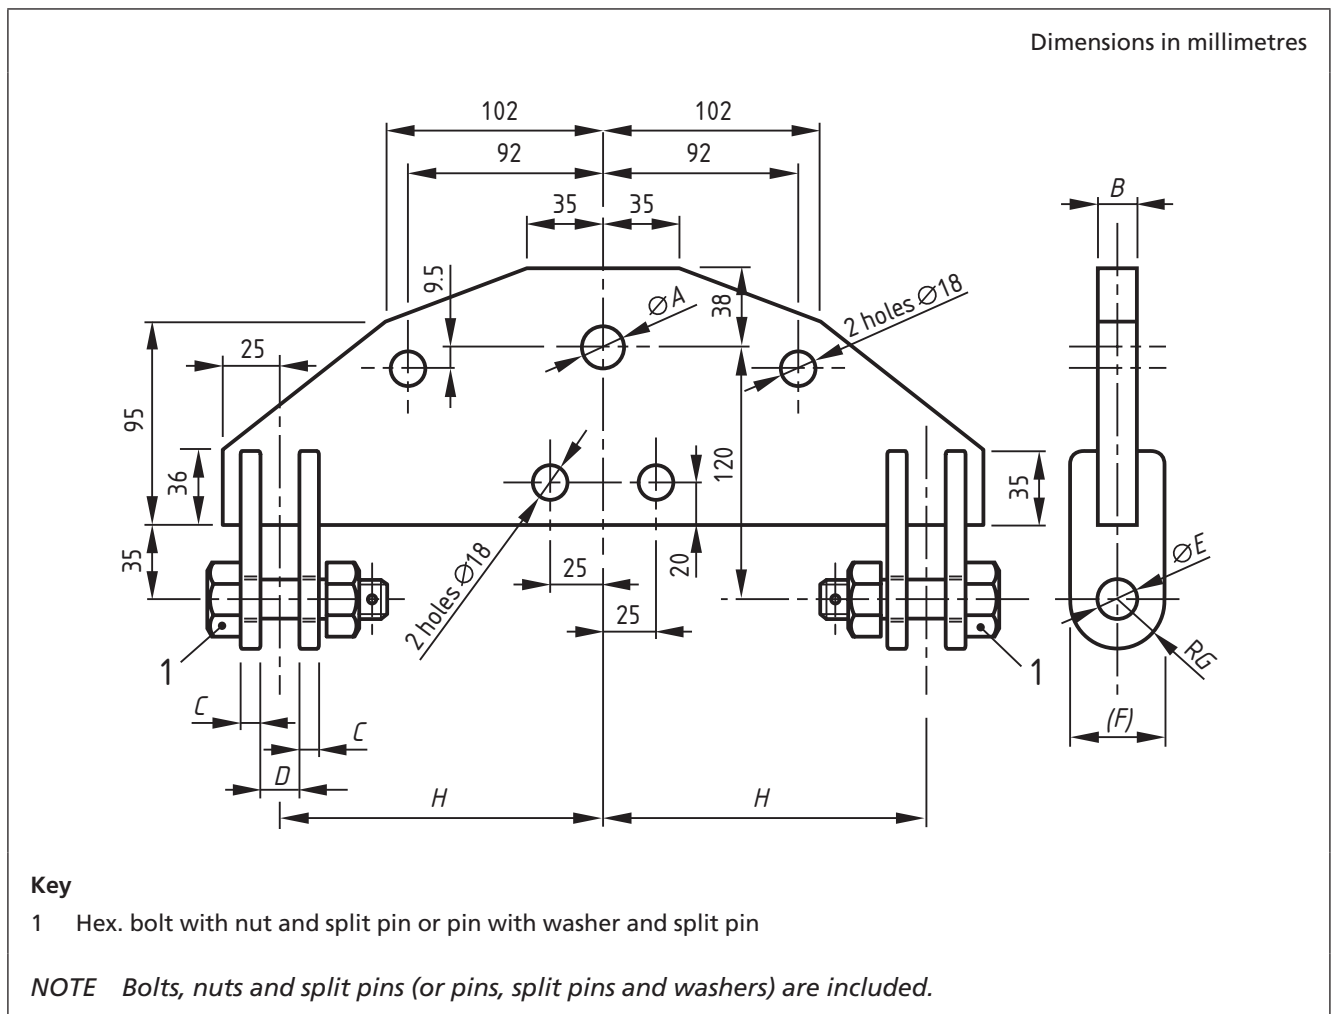 Dimensions in millimetres
102 102
92 92
B
35 35
9.5
ØA
38
2 holes Ø18
25
95
36
120
35
35
ØE
2 holes Ø18
25
20
25
1
1
RG
C
C
(F)
D
H H
Key
1 Hex. bolt with nut and split pin or pin with washer and split pin
NOTE Bolts, nuts and split pins (or pins, split pins and washers) are included.